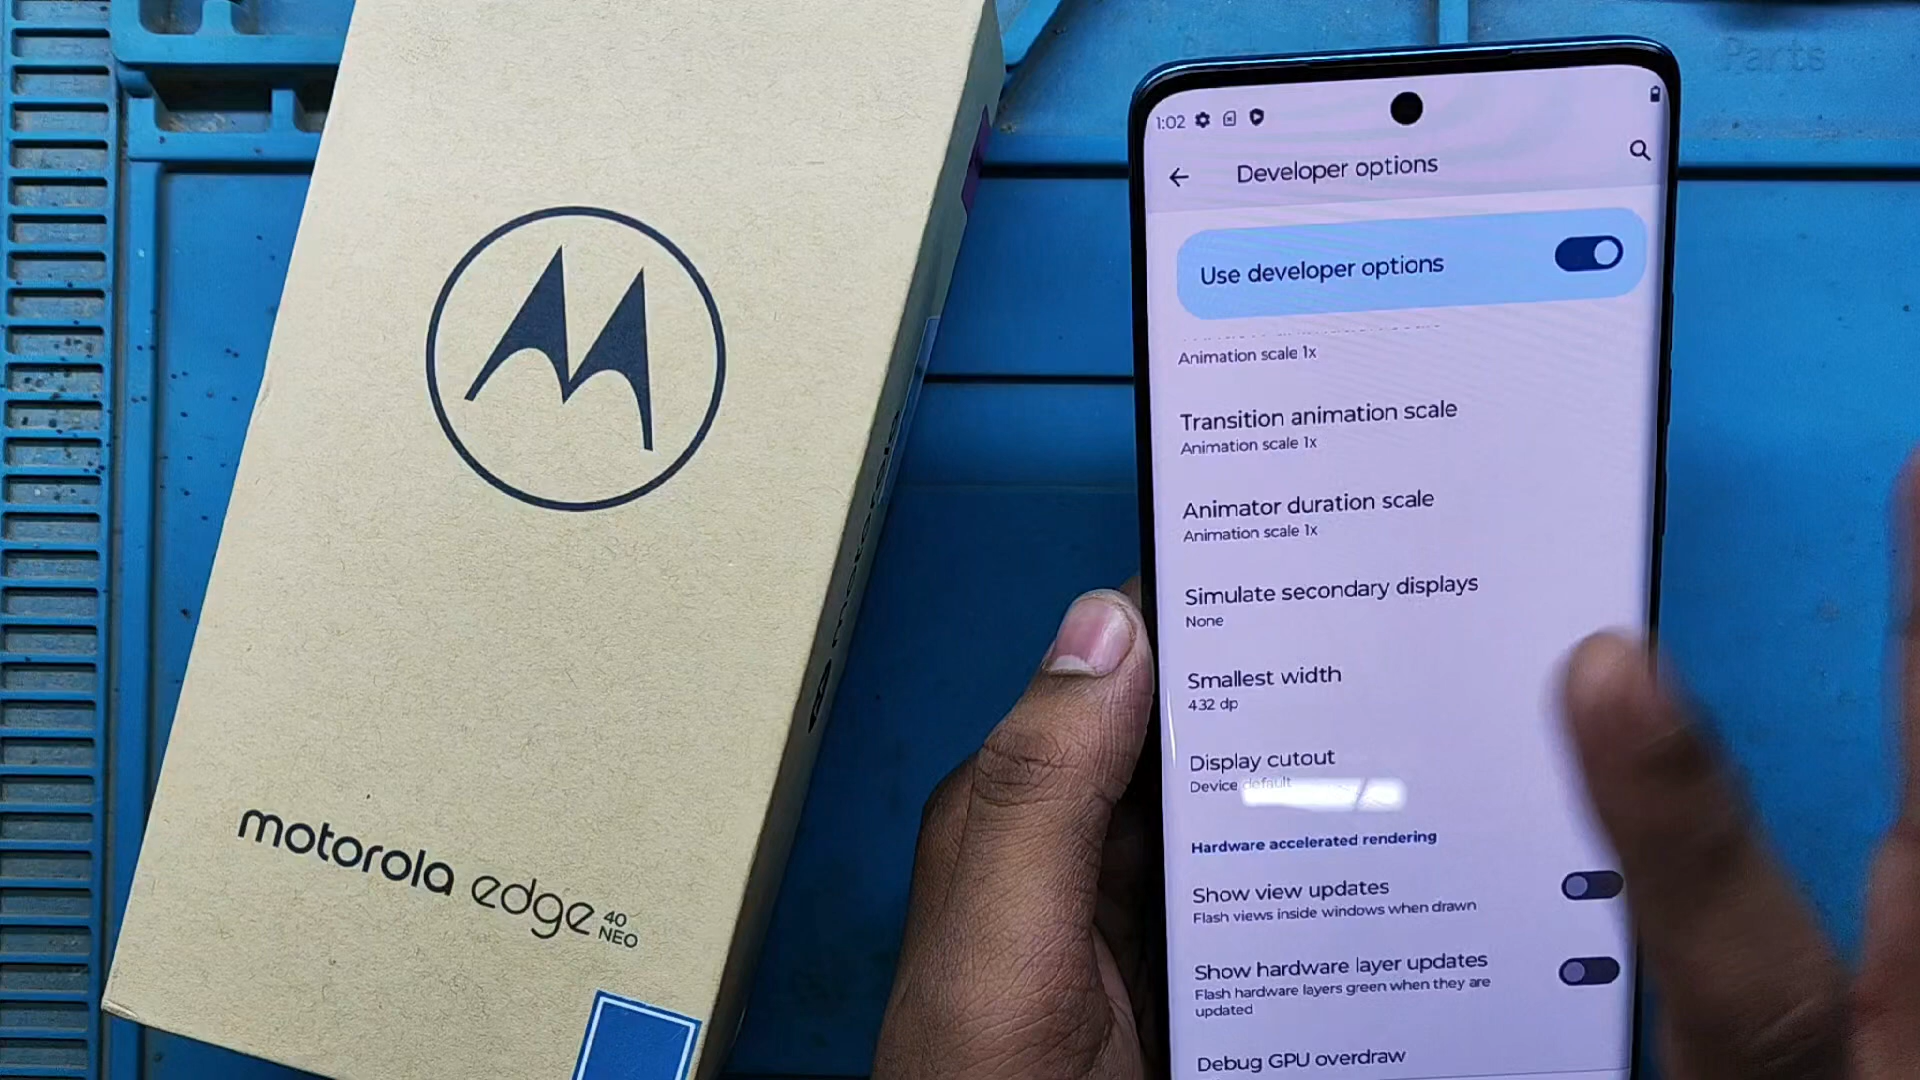 motorola edge 40 NEO
motorola
Parts
1:02
Developer options
Use developer options
Animation scale 1x
Transition animation scale
Animation scale 1x
Animator duration scale
Animation scale 1x
Simulate secondary displays
None
Smallest width
432 dp
Display cutout
Device default
Hardware accelerated rendering
Show view updates
Flash views inside windows when drawn
Show hardware layer updates
Flash hardware layers green when they are
updated
Debug GPU overdraw